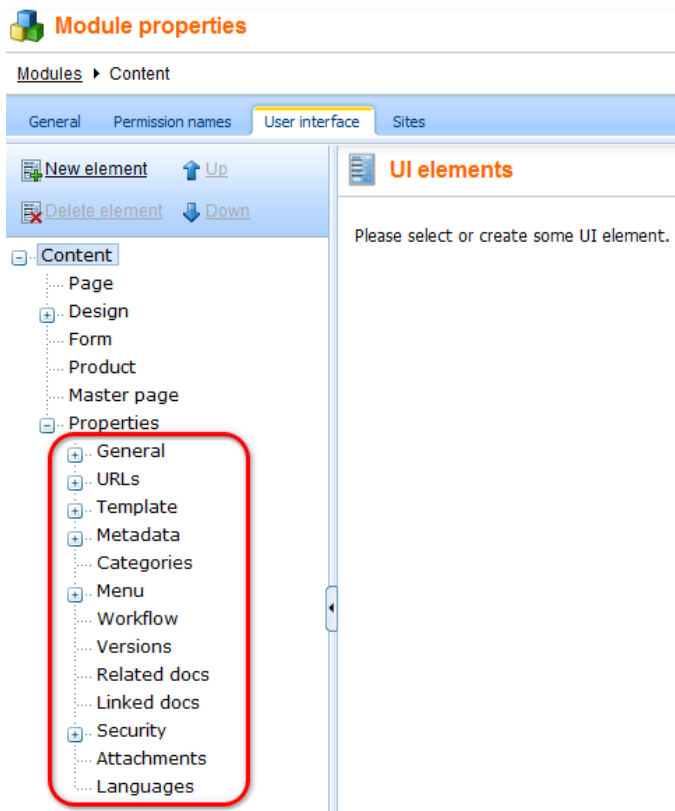 Module properties
Modules Content
General Permission names User interface Sites
New element Up
Delete element Down
UI elements
Please select or create some UI element.
Content
Page
Design
Form
Product
Master page
Properties
General
URLs
Template
Metadata
Categories
Menu
Workflow
Versions
Related docs
Linked docs
Security
Attachments
Languages